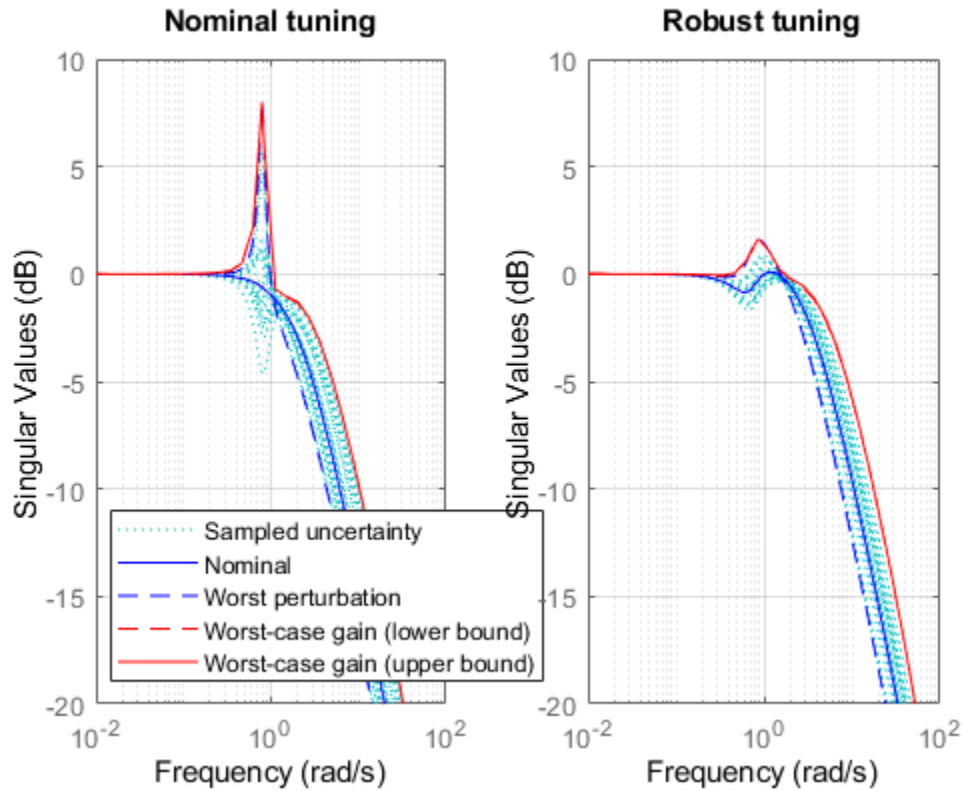 Nominal tuning
10
5
0
-5
-10
-15
-20
Singular Values (dB)
10^-2
10^0
10^2
Frequency (rad/s)
Sampled uncertainty
Nominal
Worst perturbation
Worst-case gain (lower bound)
Worst-case gain (upper bound)
Robust tuning
10
5
0
-5
-10
-15
-20
Singular Values (dB)
10^-2
10^0
10^2
Frequency (rad/s)